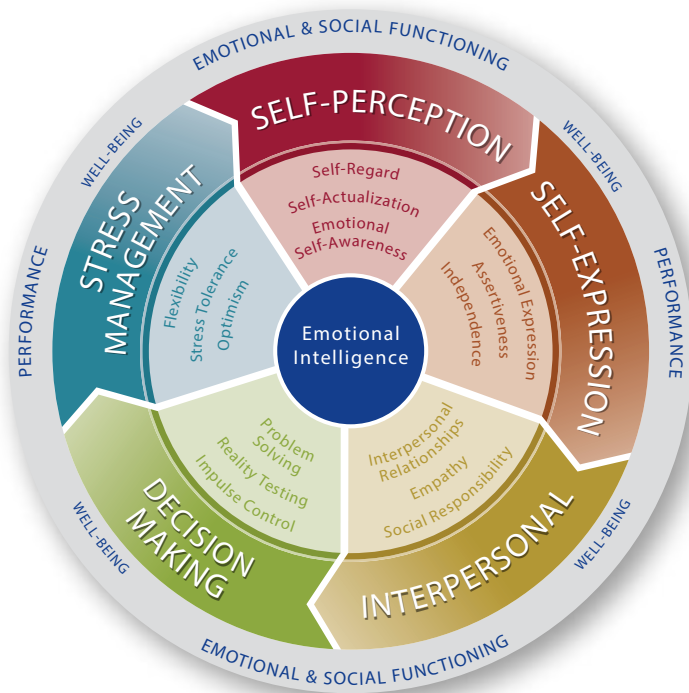 EMOTIONAL & SOCIAL FUNCTIONING
WELL-BEING
PERFORMANCE
WELL-BEING
EMOTIONAL & SOCIAL FUNCTIONING
WELL-BEING
PERFORMANCE
WELL-BEING
SELF-PERCEPTION
Self-Regard
Self-Actualization
Emotional
Self-Awareness
SELF-EXPRESSION
Emotional Expression
Assertiveness
Independence
INTERPERSONAL
Interpersonal
Relationships
Empathy
Social Responsibility
DECISION
MAKING
Problem
Solving
Reality Testing
Impulse Control
STRESS
MANAGEMENT
Flexibility
Stress Tolerance
Optimism
Emotional
Intelligence